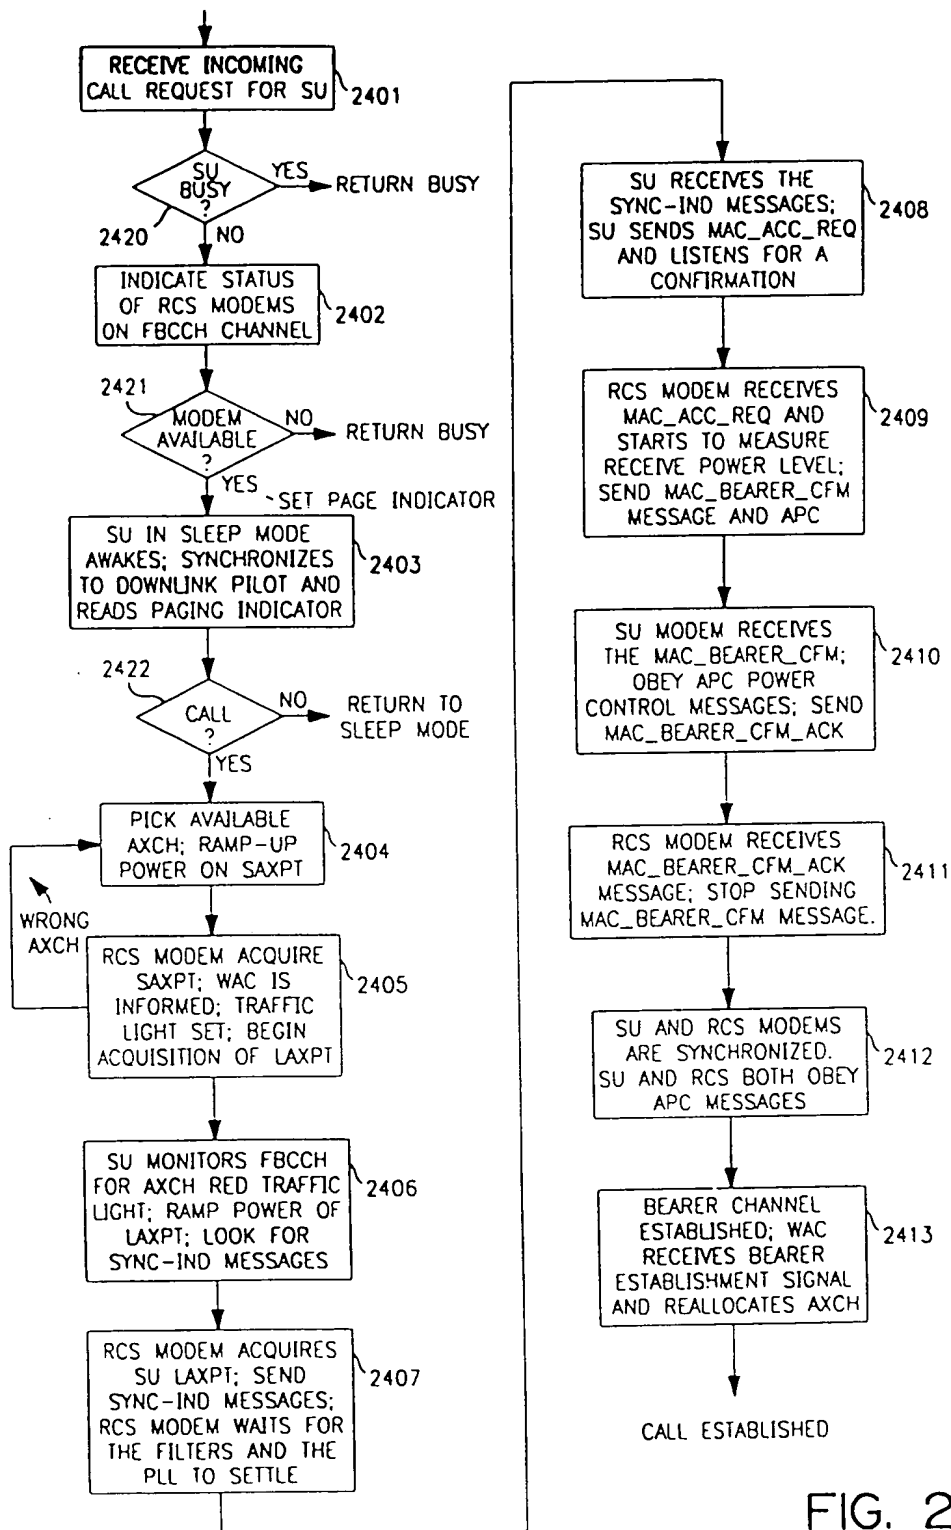 RECEIVE INCOMING
CALL REQUEST FOR SU
2401
SU
BUSY
?
YES
RETURN BUSY
2420
NO
INDICATE STATUS
OF RCS MODEMS
ON FBCCH CHANNEL
2402
2421
MODEM
AVAILABLE
?
NO
RETURN BUSY
YES
SET PAGE INDICATOR
SU IN SLEEP MODE
AWAKES; SYNCHRONIZES
TO DOWNLINK PILOT AND
READS PAGING INDICATOR
2403
2422
CALL
?
NO
RETURN TO
SLEEP MODE
YES
PICK AVAILABLE
AXCH; RAMP-UP
POWER ON SAXPT
2404
WRONG
AXCH
RCS MODEM ACQUIRE
SAXPT; WAC IS
INFORMED; TRAFFIC
LIGHT SET; BEGIN
ACQUISITION OF LAXPT
2405
SU MONITORS FBCCH
FOR AXCH RED TRAFFIC
LIGHT; RAMP POWER OF
LAXPT; LOOK FOR
SYNC-IND MESSAGES
2406
RCS MODEM ACQUIRES
SU LAXPT; SEND
SYNC-IND MESSAGES;
RCS MODEM WAITS FOR
THE FILTERS AND THE
PLL TO SETTLE
2407
SU RECEIVES THE
SYNC-IND MESSAGES;
SU SENDS MAC_ACC_REQ
AND LISTENS FOR A
CONFIRMATION
2408
RCS MODEM RECEIVES
MAC_ACC_REQ AND
STARTS TO MEASURE
RECEIVE POWER LEVEL;
SEND MAC_BEARER_CFM
MESSAGE AND APC
2409
SU MODEM RECEIVES
THE MAC_BEARER_CFM;
OBEY APC POWER
CONTROL MESSAGES; SEND
MAC_BEARER_CFM_ACK
2410
RCS MODEM RECEIVES
MAC_BEARER_CFM_ACK
MESSAGE; STOP SENDING
MAC_BEARER_CFM MESSAGE.
2411
SU AND RCS MODEMS
ARE SYNCHRONIZED.
SU AND RCS BOTH OBEY
APC MESSAGES
2412
BEARER CHANNEL
ESTABLISHED; WAC
RECEIVES BEARER
ESTABLISHMENT SIGNAL
AND REALLOCATES AXCH
2413
CALL ESTABLISHED
FIG. 2